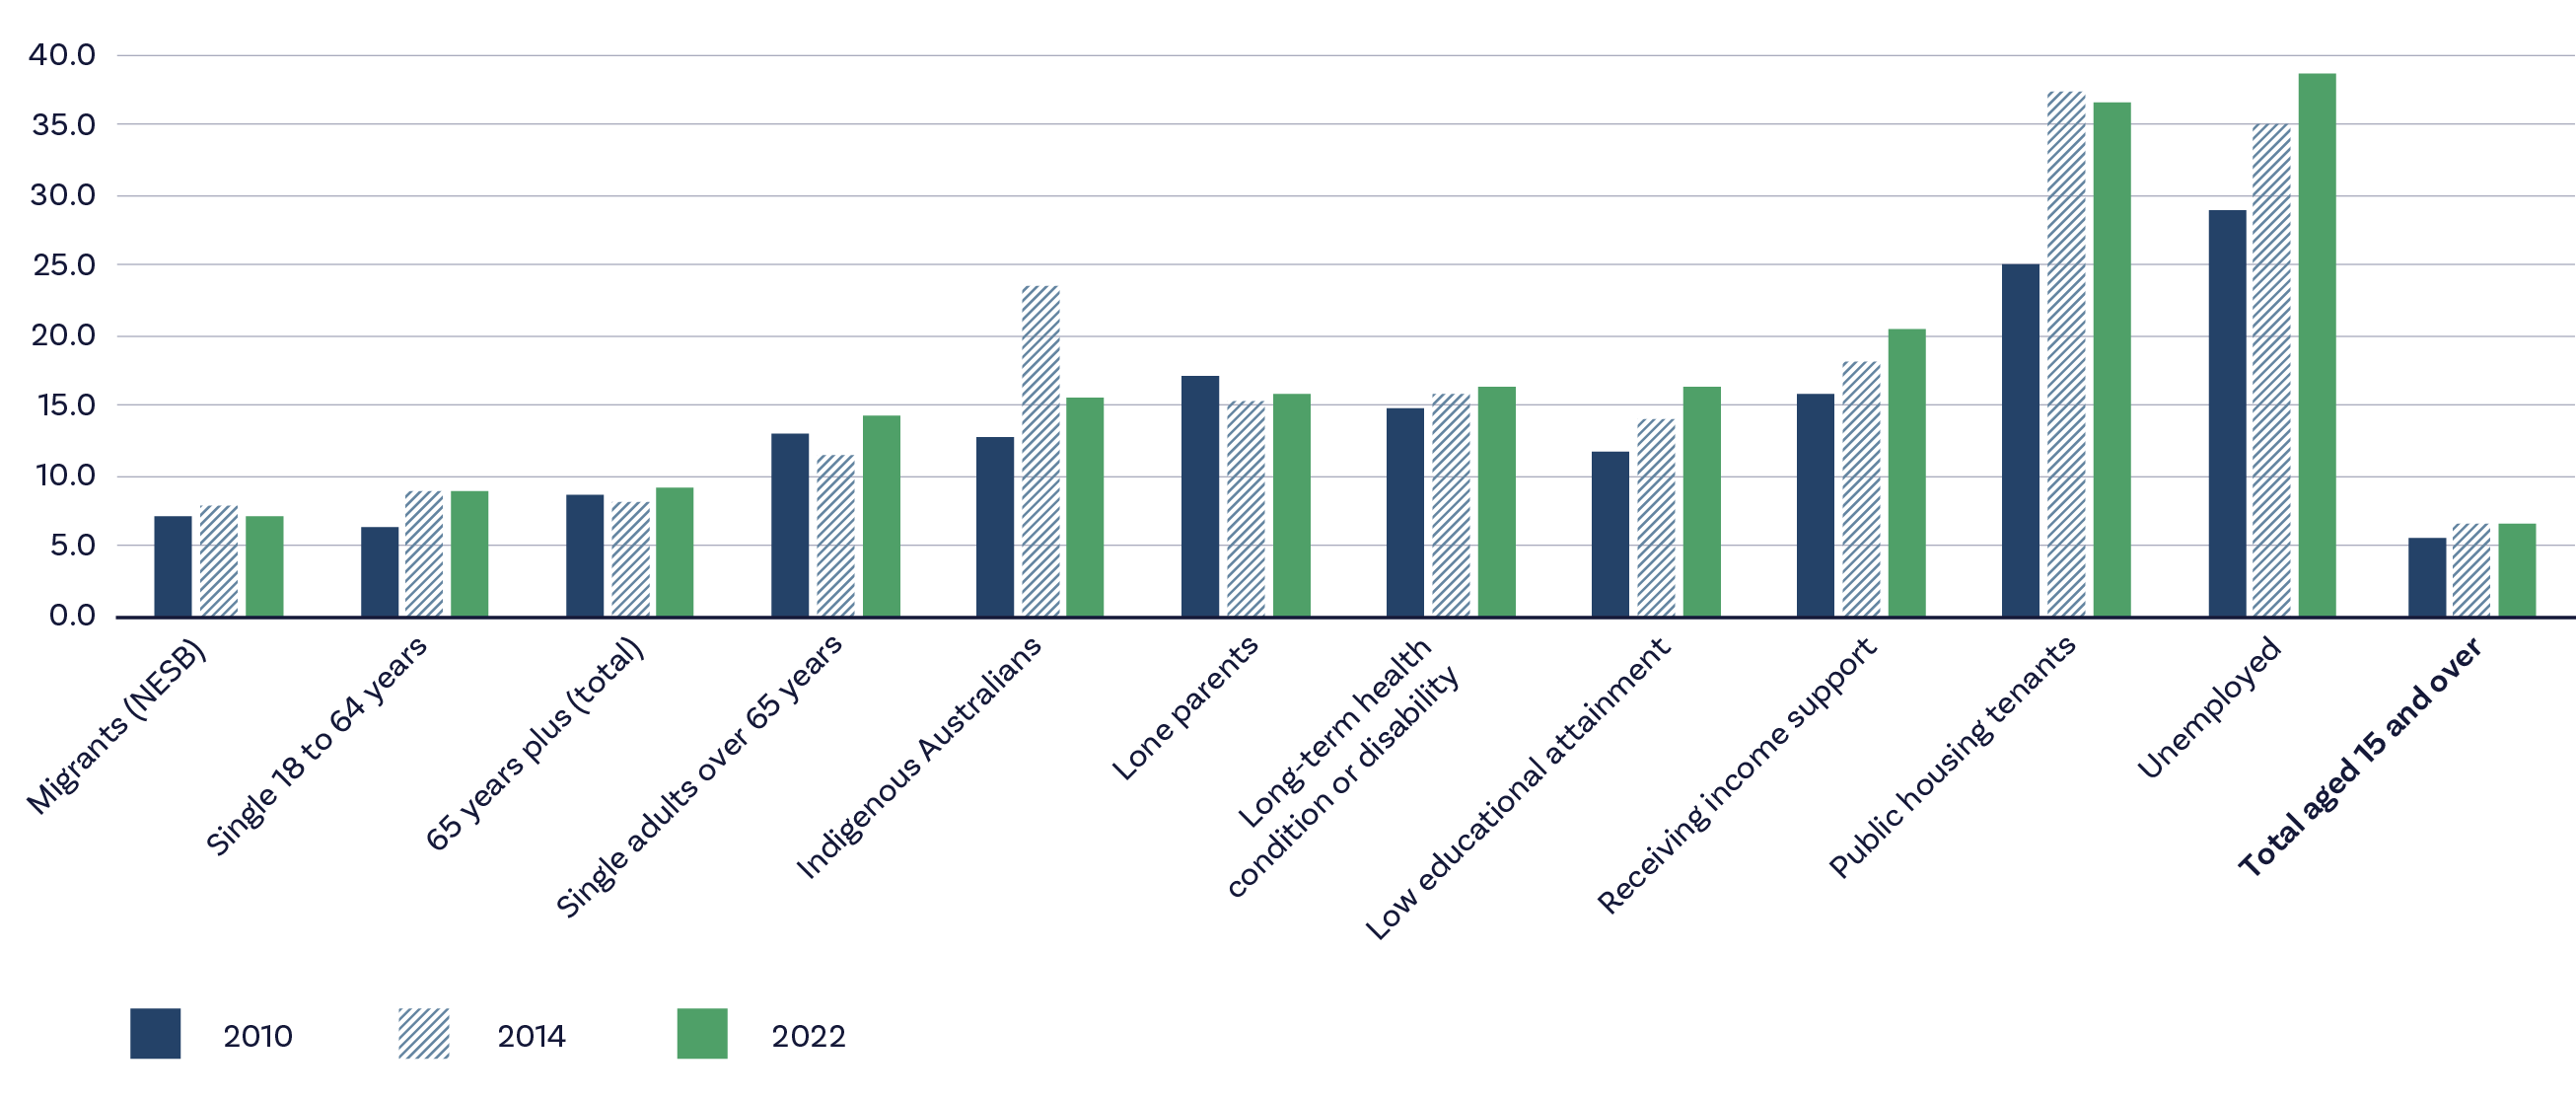 40.0
35.0
30.0
25.0
20.0
15.0
10.0
5.0
0.0
Migrants (NESB)
Single 18 to 64 years
65 years plus (total)
Single adults over 65 years
Indigenous Australians
Lone parents
Long-term health
condition or disability
Low educational attainment
Receiving income support
Public housing tenants
Unemployed
Total aged 15 and over
2010
2014
2022